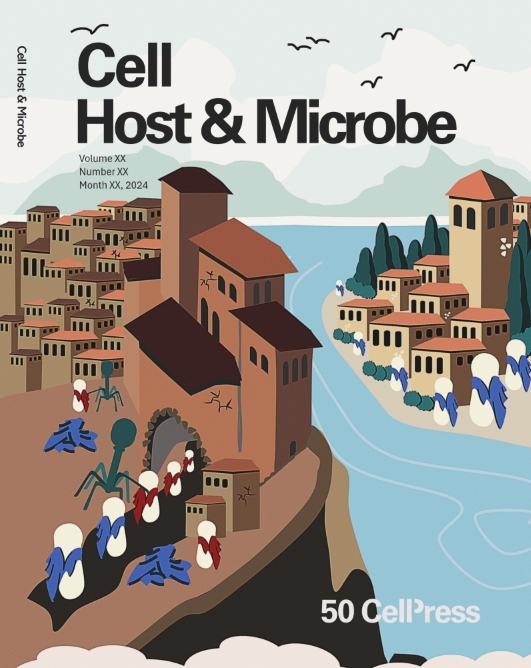 Cell Host & Microbe
Cell
Host & Microbe
Volume XX
Number XX
Month XX, 2024
50 CellPress